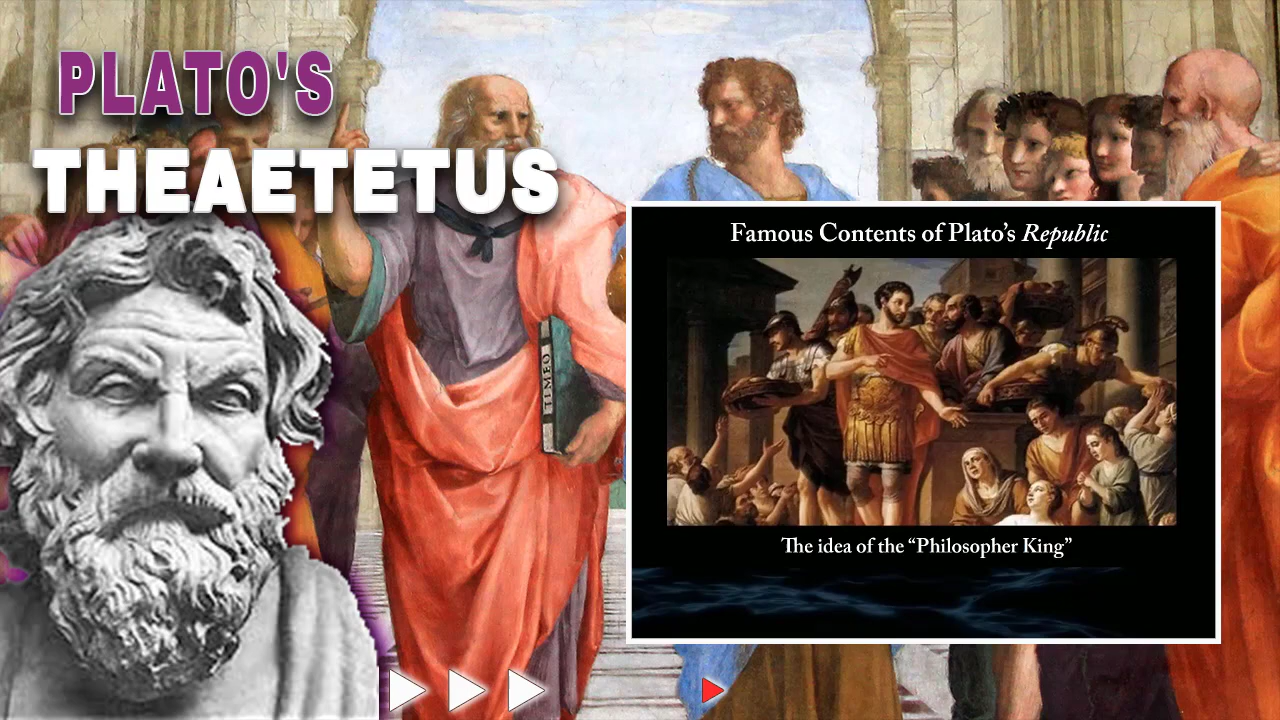 PLATO'S
THEAETETUS
TIMEO
Famous Contents of Plato’s Republic
The idea of the “Philosopher King”